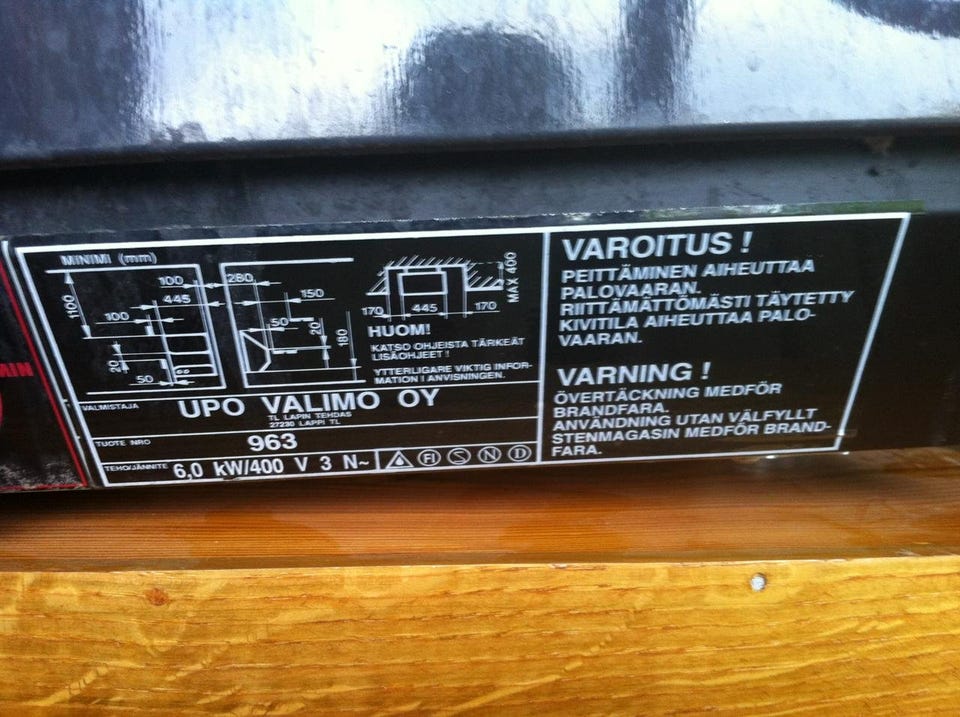 MINIMI (mm)
100
280
MAX 400
1100
445
150
100
170
445
170
50
20
180
20
50
HUOM!
KATSO OHJEISTA TÄRKEÄT
LISÄOHJEET !
YTTERLIGARE VIKTIG INFOR-
MATION I ANVISNINGEN.
VALMISTAJA
UPO VALIMO OY
TL LAPIN TEHDAS
27230 LAPPI TL
TUOTE NRO
963
TEHO/JÄNNITE
6,0 kW/400 V 3 N~
FI S N D
VAROITUS !
PEITTÄMINEN AIHEUTTAA
PALOVAARAN.
RIITTÄMÄTTÖMÄSTI TÄYTETTY
KIVITILA AIHEUTTAA PALO-
VAARAN.
VARNING !
ÖVERTÄCKNING MEDFÖR
BRANDFARA.
ANVÄNDNING UTAN VÄLFYLLT
STENMAGASIN MEDFÖR BRAND-
FARA.